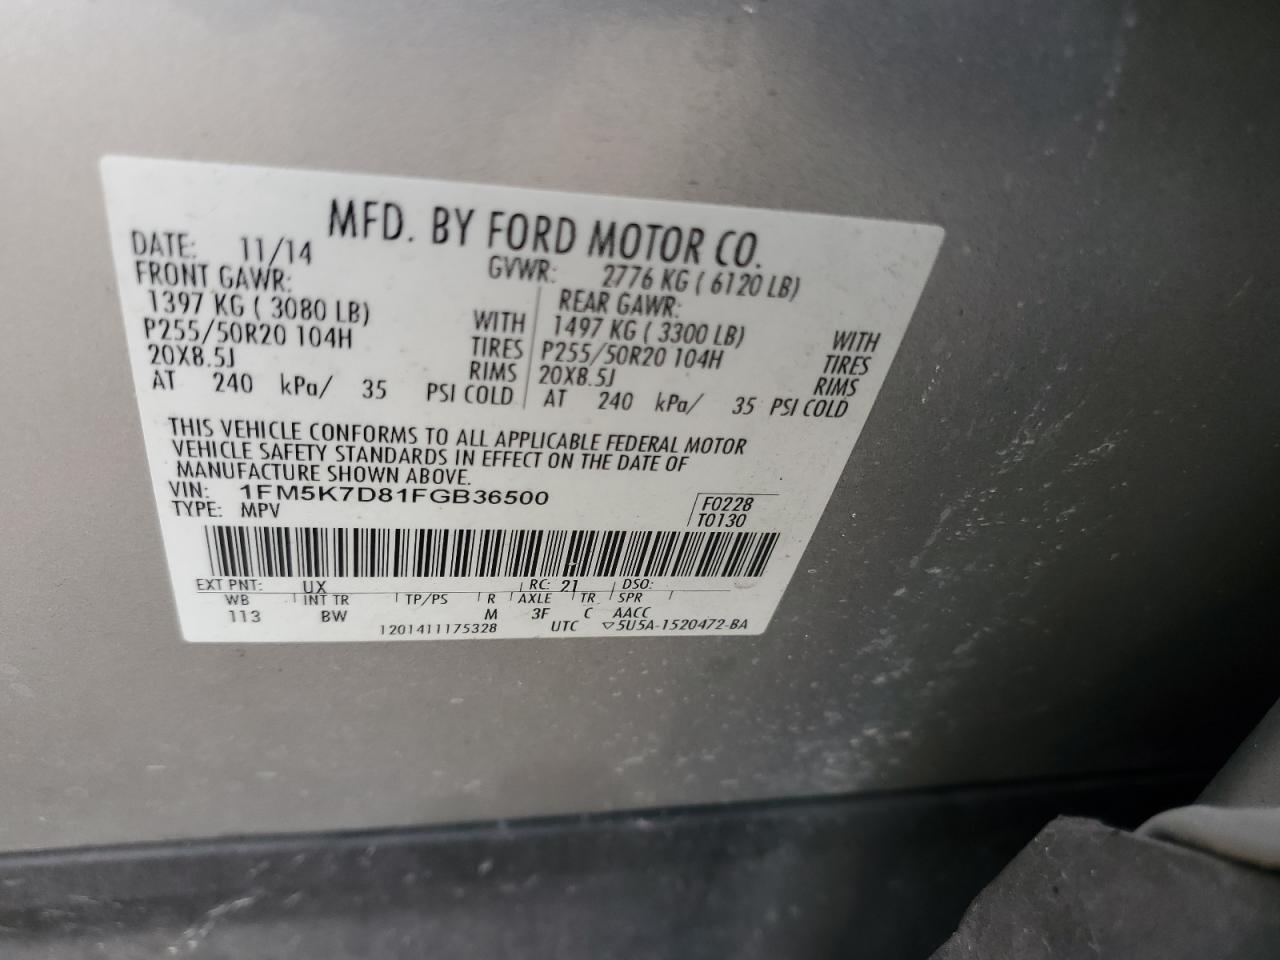 MFD. BY FORD MOTOR CO.
DATE: 11/14 GVWR: 2776 KG ( 6120 LB)
FRONT GAWR: REAR GAWR:
1397 KG ( 3080 LB) WITH 1497 KG ( 3300 LB) WITH
P255/50R20 104H TIRES P255/50R20 104H TIRES
20X8.5J RIMS 20X8.5J RIMS
AT 240 kPa/ 35 PSI COLD AT 240 kPa/ 35 PSI COLD
THIS VEHICLE CONFORMS TO ALL APPLICABLE FEDERAL MOTOR
VEHICLE SAFETY STANDARDS IN EFFECT ON THE DATE OF
MANUFACTURE SHOWN ABOVE.
VIN: 1FM5K7D81FGB36500 F0228
TYPE: MPV T0130
EXT PNT: UX RC: 21 DSO:
WB INT TR TP/PS R AXLE TR SPR
113 BW M 3F C AACC
1201411175328 UTC ▽5U5A-1520472-BA